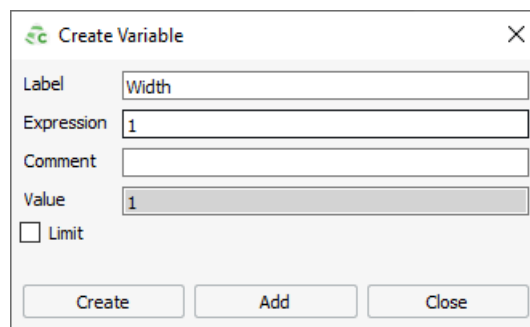 Create Variable
Label Width
Expression 1
Comment
Value 1
Limit
Create Add Close